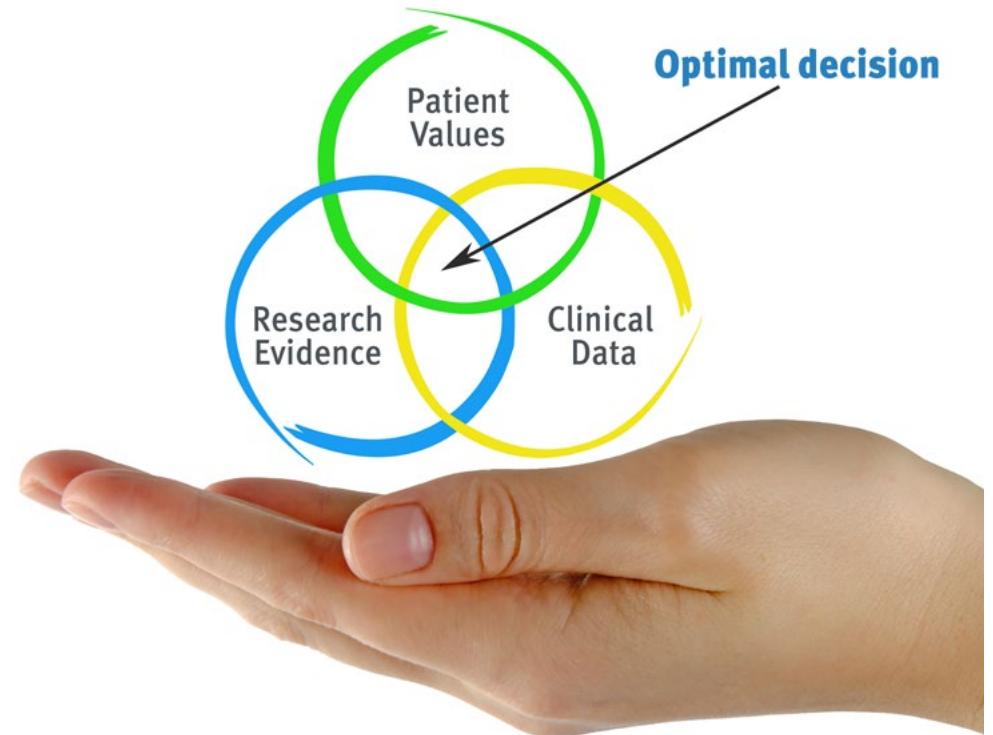 Optimal decision
Patient
Values
Research
Evidence
Clinical
Data